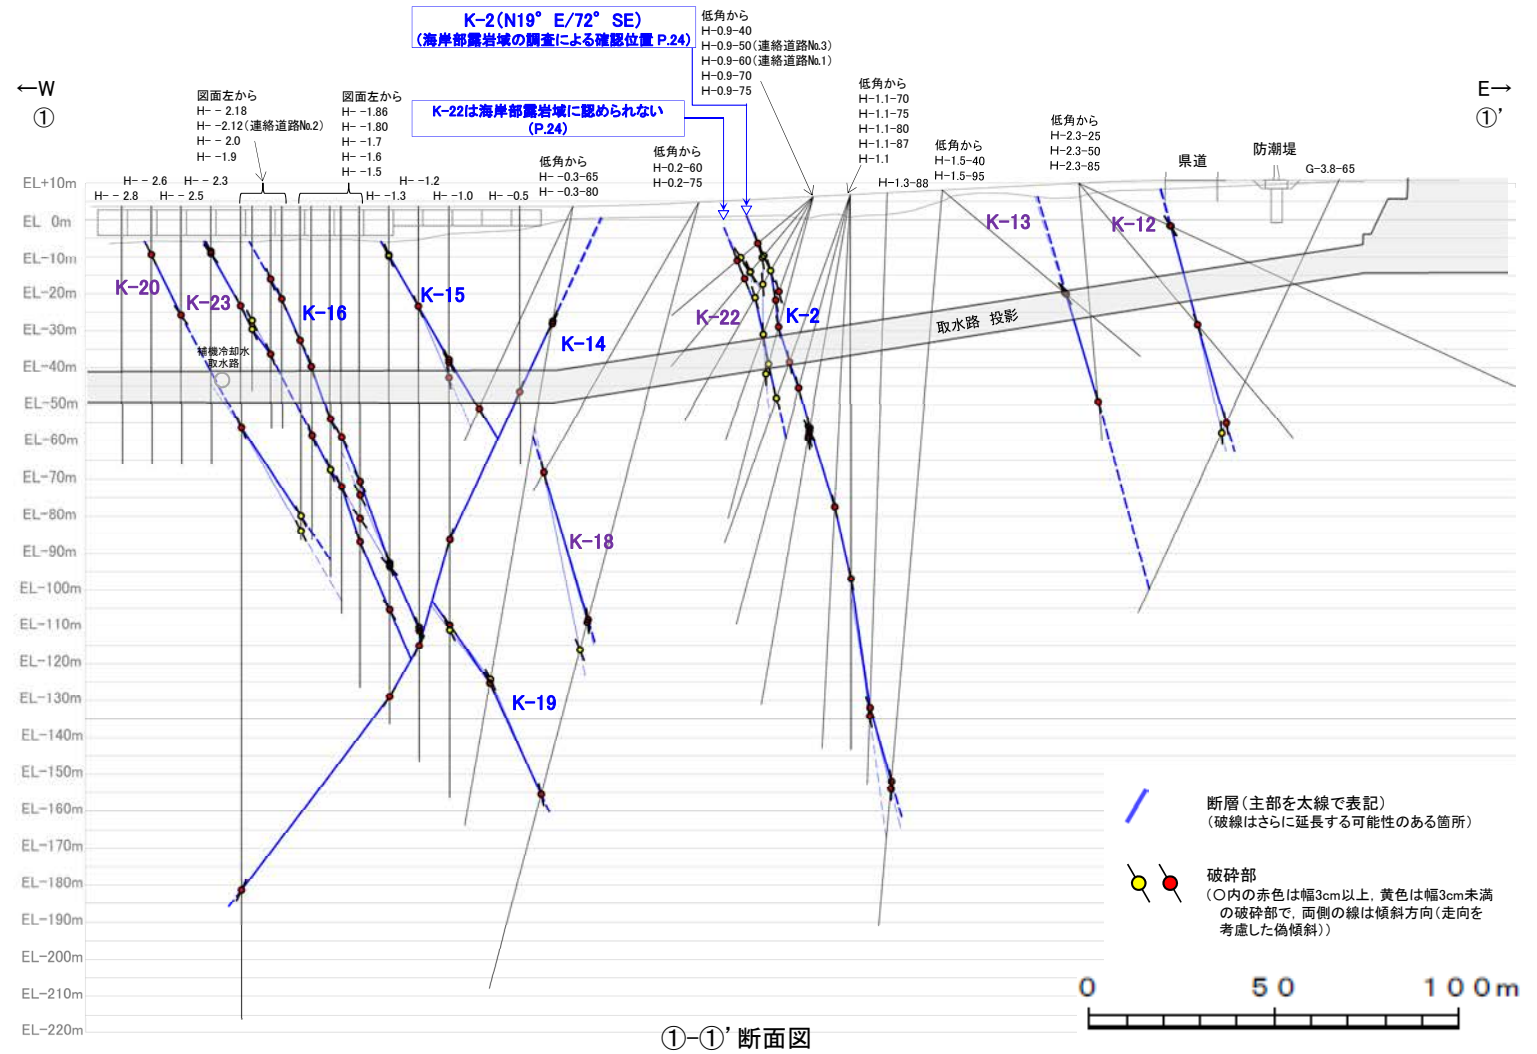 K-2(N19° E/72° SE)
(海岸部露岩域の調査による確認位置 P.24)
低角から
H-0.9-40
H-0.9-50(連絡道路No.3)
H-0.9-60(連絡道路No.1)
H-0.9-70
H-0.9-75
←W
①
E→
①’
図面左から
H- -2.18
H- -2.12(連絡道路No.2)
H- -2.0
H- -1.9
図面左から
H- -1.86
H- -1.80
H- -1.7
H- -1.6
H- -1.5
K-22は海岸部露岩域に認められない
(P.24)
低角から
H-1.1-70
H-1.1-75
H-1.1-80
H-1.1-87
H-1.1
低角から
H-2.3-25
H-2.3-50
H-2.3-85
低角から
H- -0.3-65
H- -0.3-80
低角から
H-0.2-60
H-0.2-75
低角から
H-1.5-40
H-1.5-95
H-1.3-88
県道
防潮堤
G-3.8-65
H- -2.8
H- -2.6
H- -2.5
H- -2.3
H- -1.3
H- -1.2
H- -1.0
H- -0.5
EL+10m
EL 0m
EL-10m
EL-20m
EL-30m
EL-40m
EL-50m
EL-60m
EL-70m
EL-80m
EL-90m
EL-100m
EL-110m
EL-120m
EL-130m
EL-140m
EL-150m
EL-160m
EL-170m
EL-180m
EL-190m
EL-200m
EL-210m
EL-220m
K-20
K-23
K-16
K-15
K-14
K-22
K-2
K-13
K-12
K-18
K-19
補機冷却水
取水路
取水路 投影
断層(主部を太線で表記)
(破線はさらに延長する可能性のある箇所)
破砕部
(○内の赤色は幅3cm以上, 黄色は幅3cm未満
の破砕部で, 両側の線は傾斜方向(走向を
考慮した偽傾斜))
0 50 100m
①-①’断面図